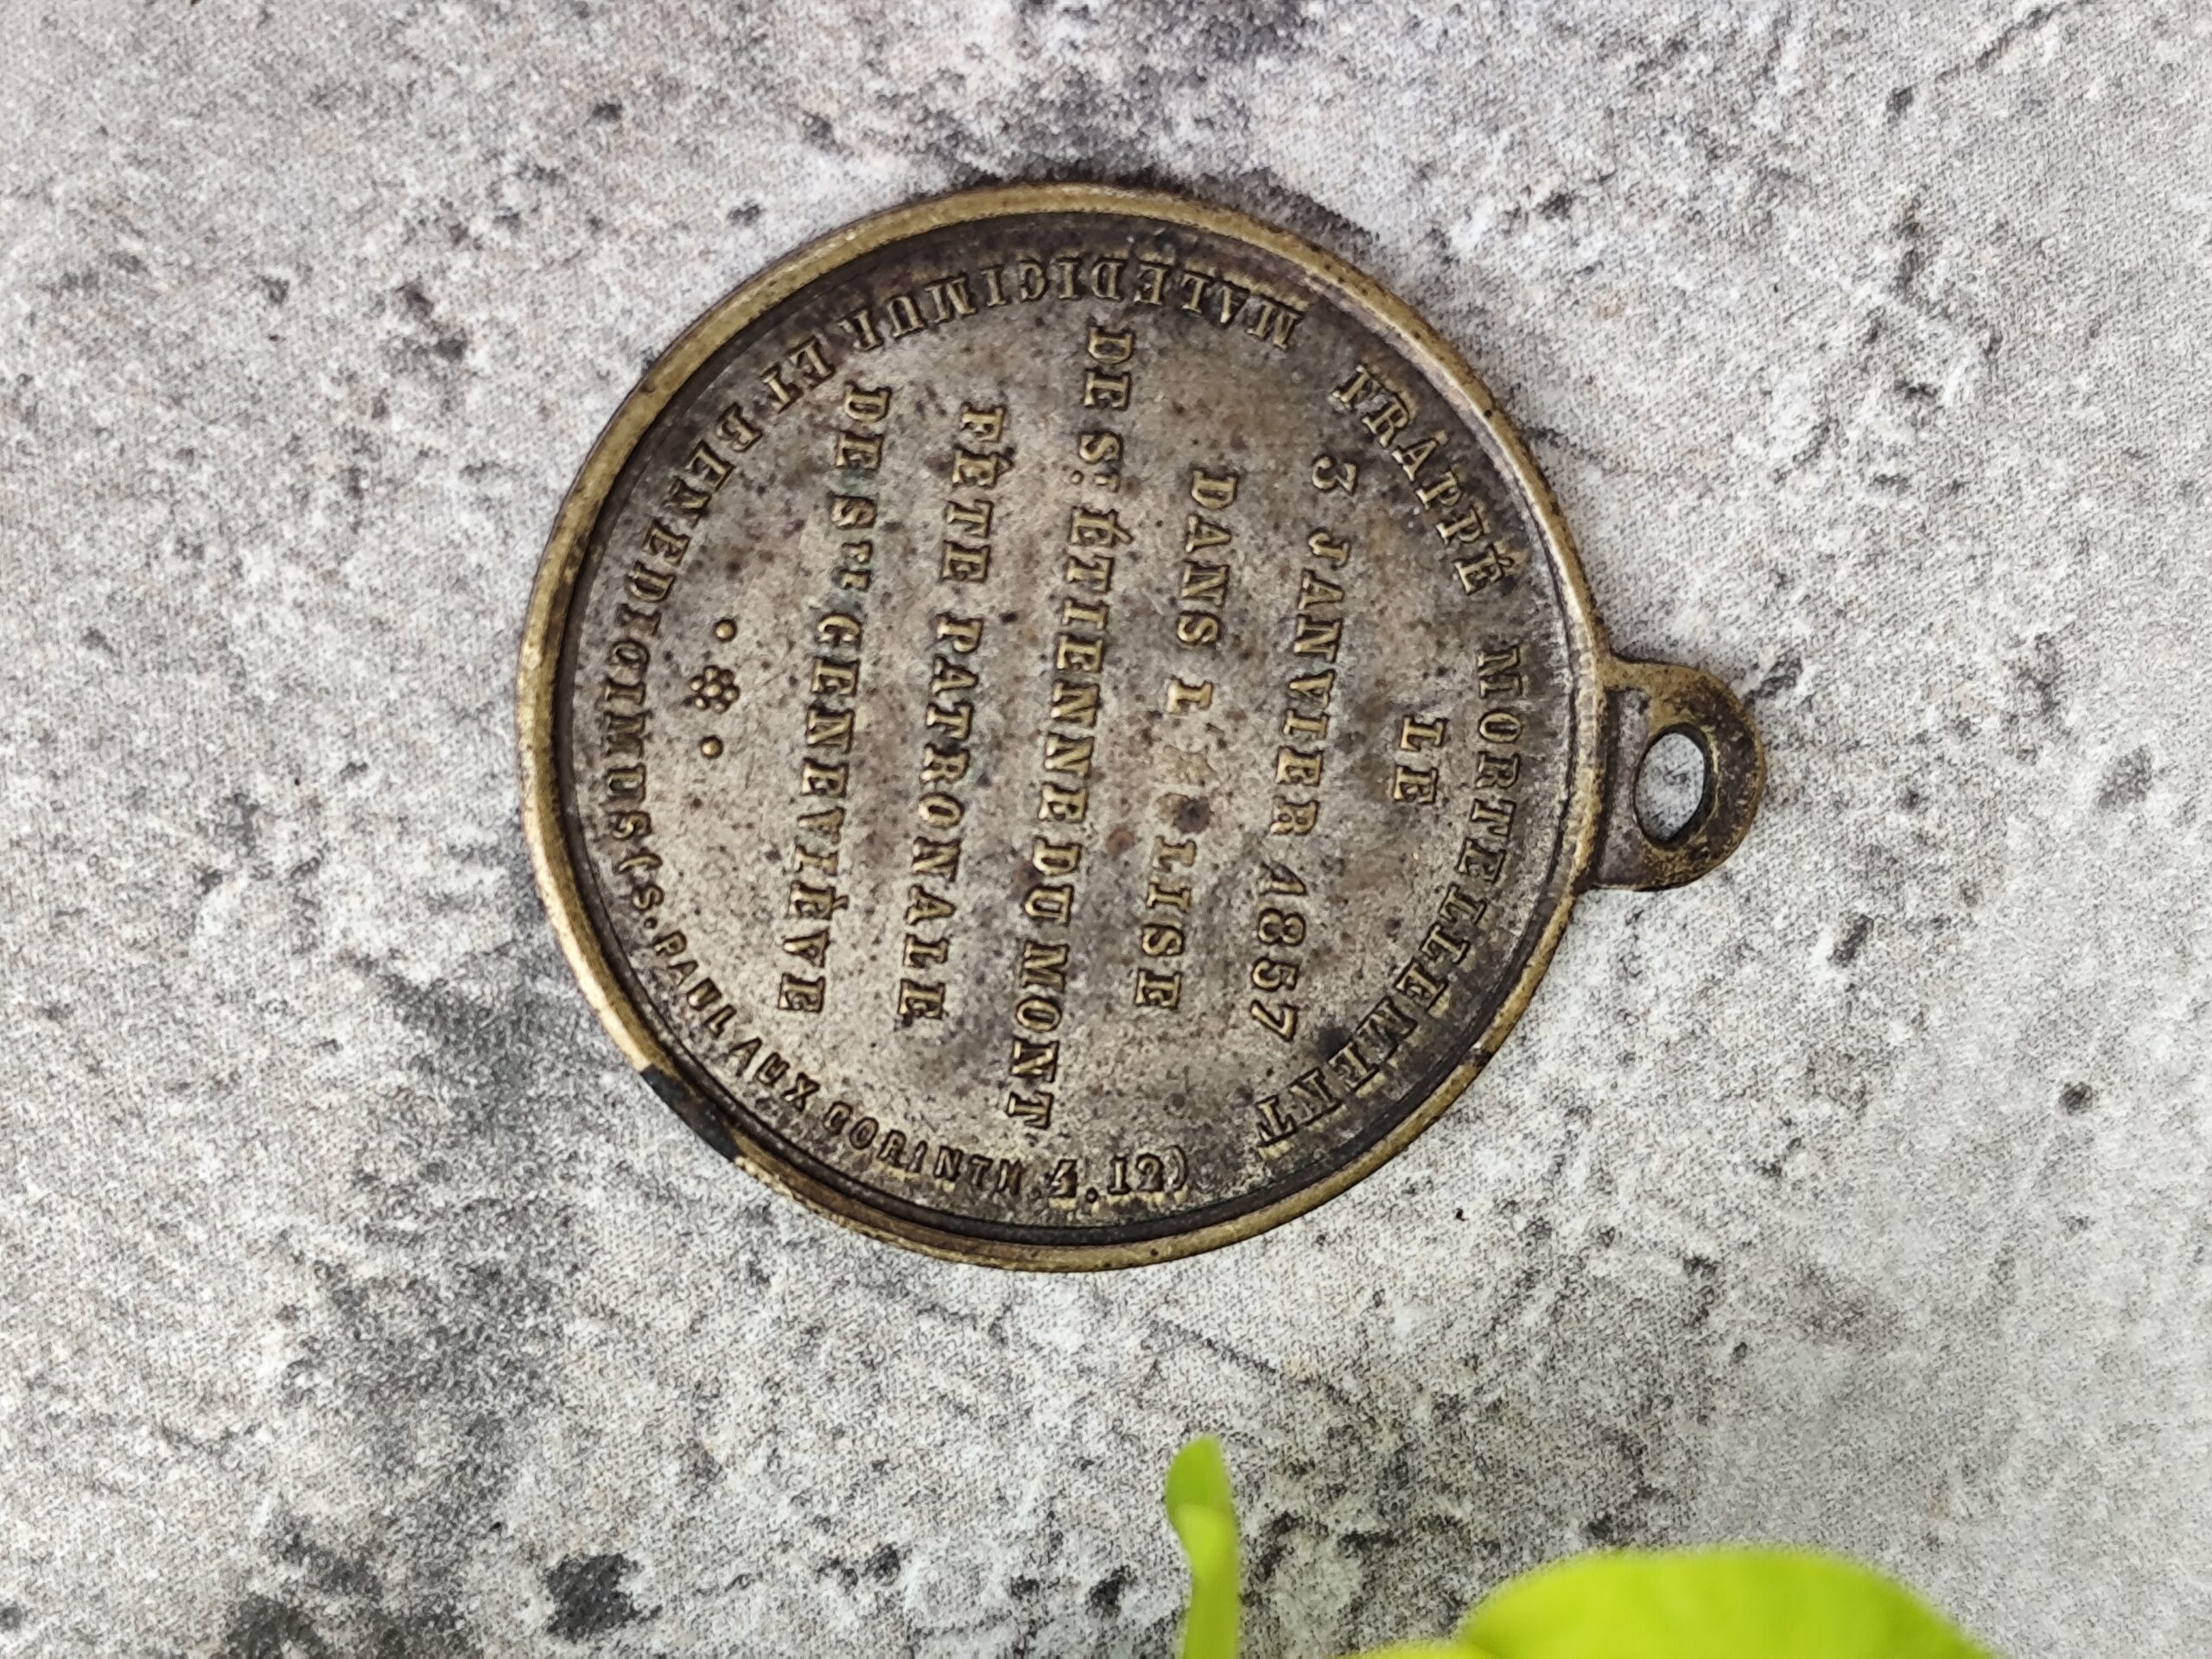 FRAPPÉ MORTELLEMENT
LE
3 JANVIER 1857
DANS
DE S.T ÉTIENNE DU MONT
FÊTE PATRONALE
DE S.TE GENEVIÈVE
MALEDICIMUR ET BENEDICIMUS (S. PAUL AUX CORINTH. 4. 12)